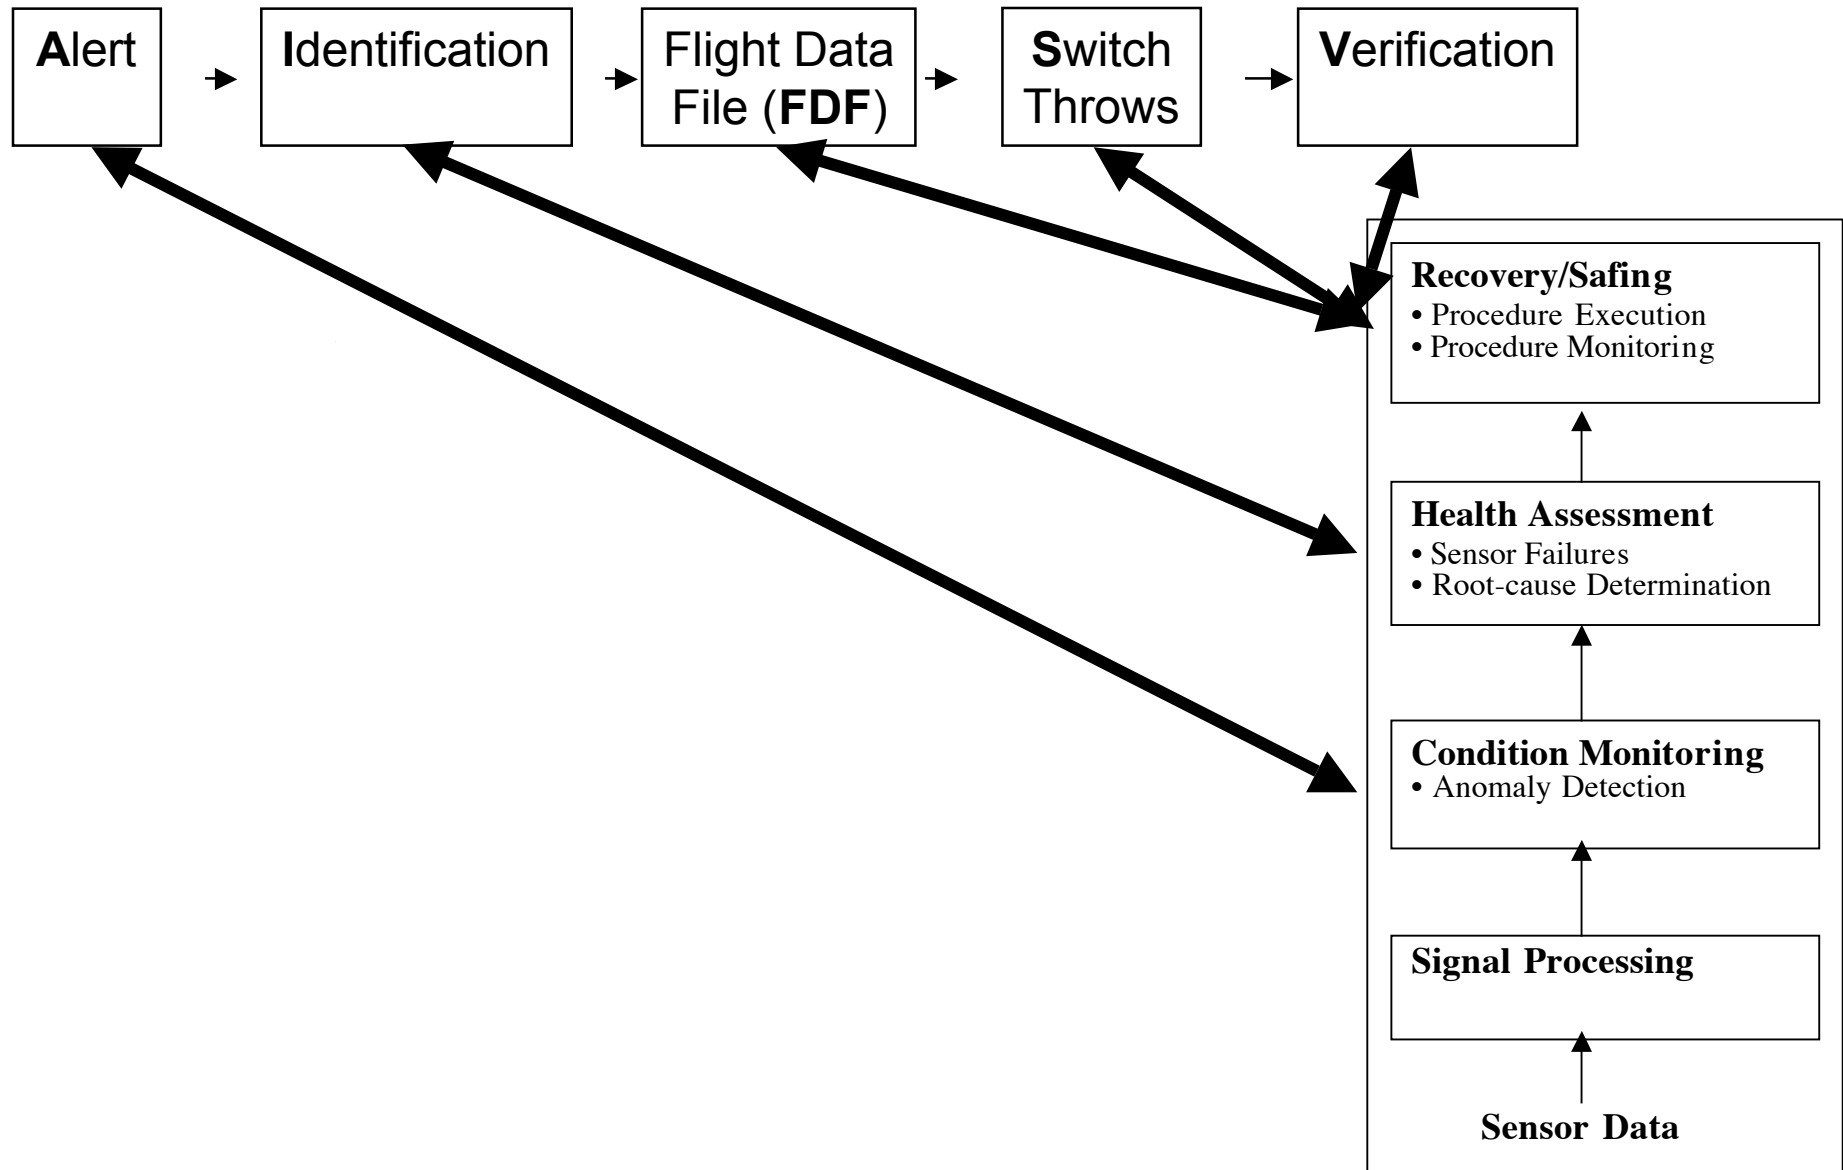 Alert
Identification
Flight Data
File (FDF)
Switch
Throws
Verification
Recovery/Safing
• Procedure Execution
• Procedure Monitoring
Health Assessment
• Sensor Failures
• Root-cause Determination
Condition Monitoring
• Anomaly Detection
Signal Processing
Sensor Data